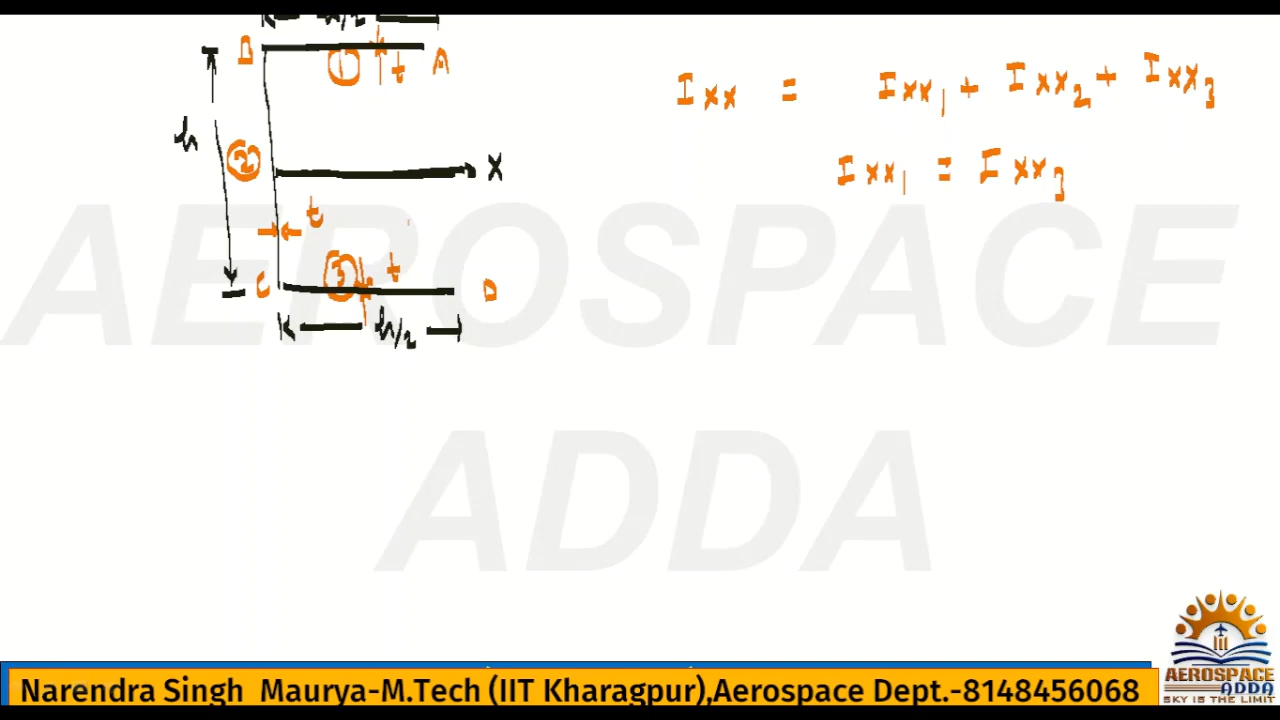 h/2
B 1 t A
Ixx = Ixx1 + Ixx2 + Ixx3
h 2 x
Ixx1 = Ixx3
t
C 3 t D
h/2
AEROSPACE
ADDA
Narendra Singh Maurya-M.Tech (IIT Kharagpur),Aerospace Dept.-8148456068
AEROSPACE
ADDA
SKY IS THE LIMIT